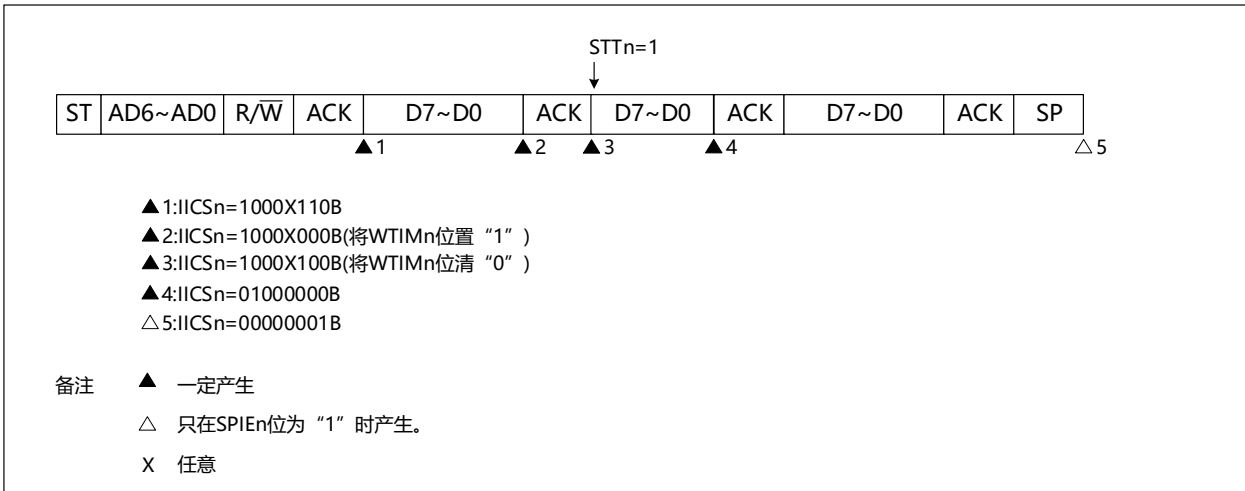 STTn=1
↓
ST AD6~AD0 R/W̅ ACK D7~D0 ACK D7~D0 ACK D7~D0 ACK SP
▲1 ▲2 ▲3 ▲4 △5
▲1:IICSn=1000X110B
▲2:IICSn=1000X000B(将WTIMn位置“1”)
▲3:IICSn=1000X100B(将WTIMn位清“0”)
▲4:IICSn=01000000B
△5:IICSn=00000001B
备注 ▲ 一定产生
△ 只在SPIEn位为“1”时产生。
X 任意